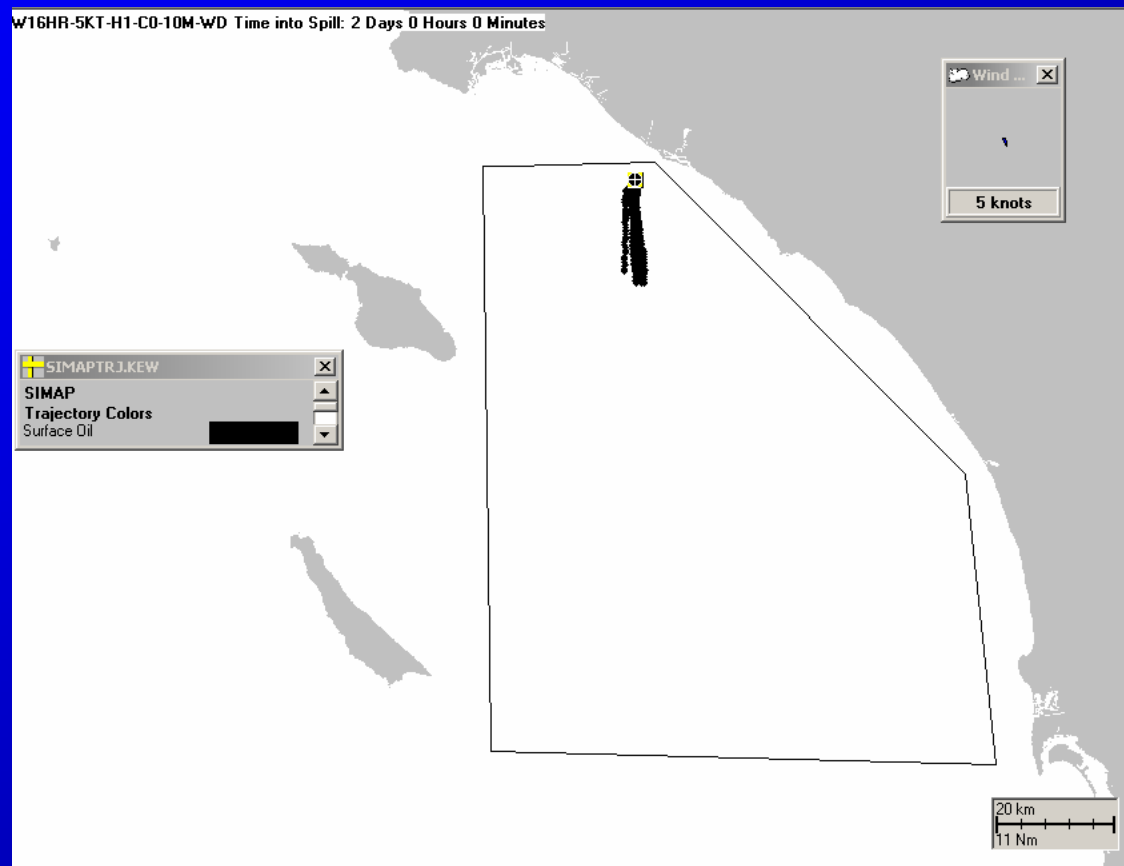 W16HR-5KT-H1-C0-10M-WD Time into Spill: 2 Days 0 Hours 0 Minutes
Wind ...
5 knots
SIMAPTRJ.KEW
SIMAP
Trajectory Colors
Surface Oil
20 km
11 Nm